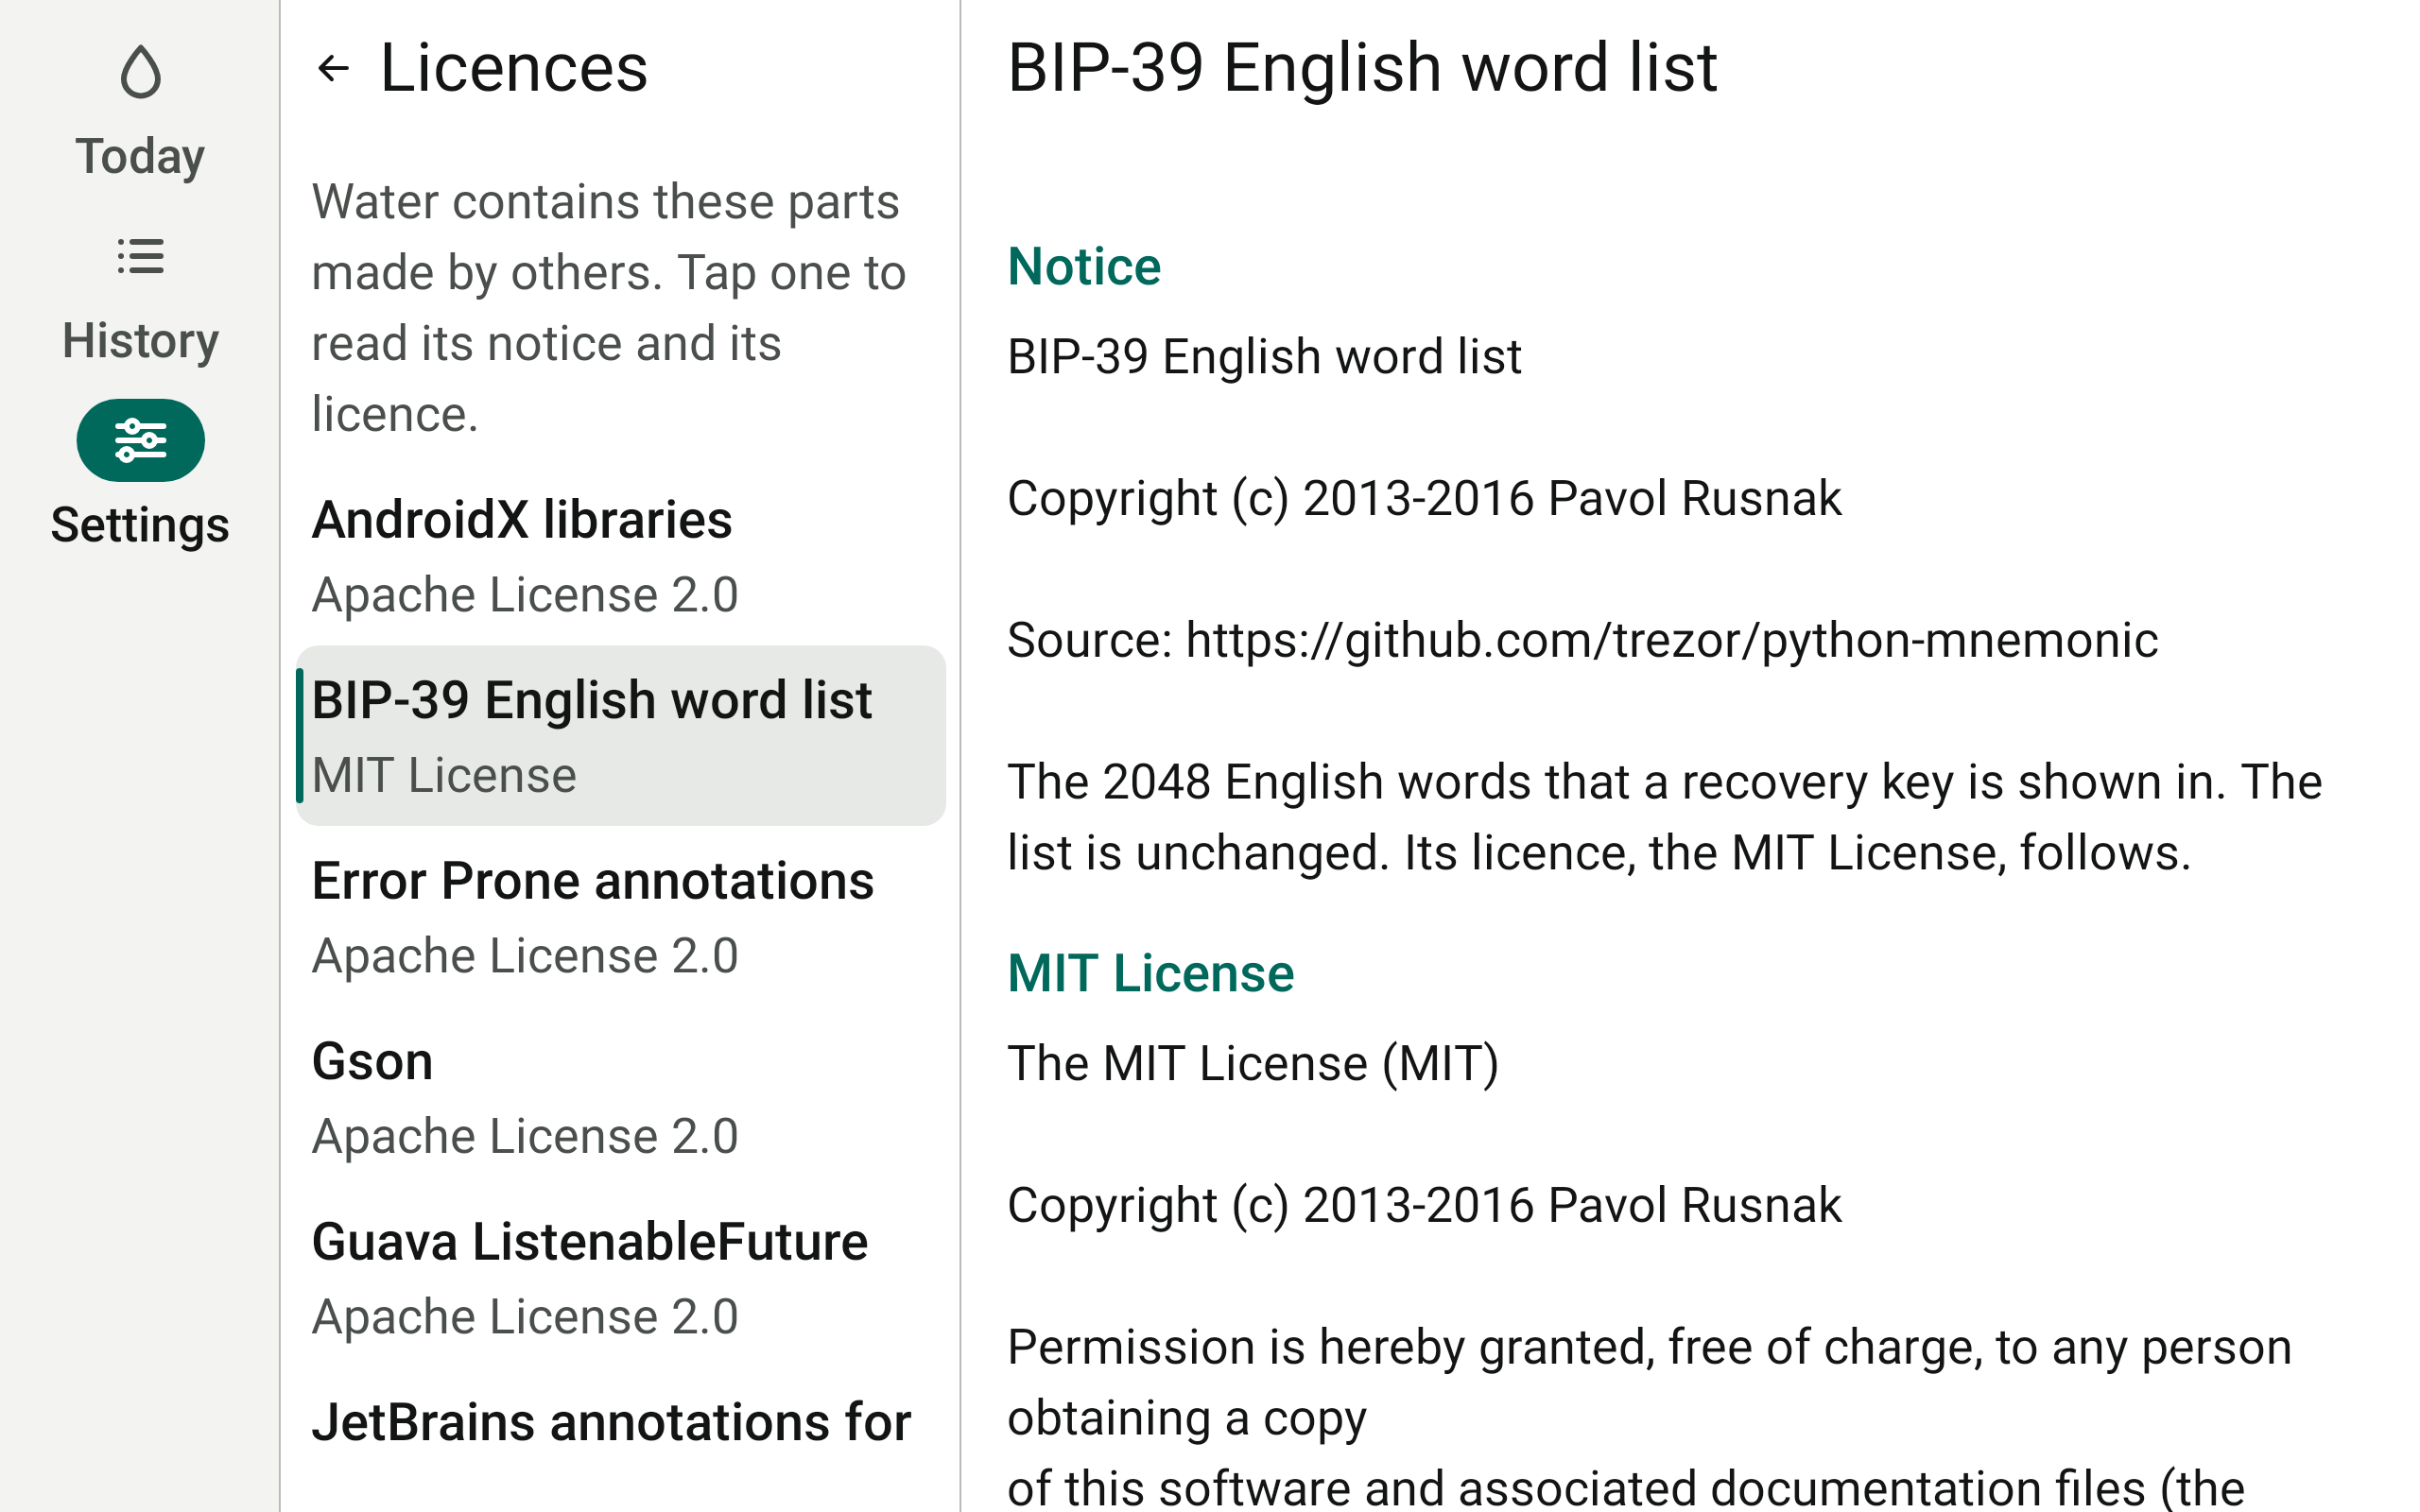 Today
History
Settings
Licences
Water contains these parts
made by others. Tap one to
read its notice and its
licence.
AndroidX libraries
Apache License 2.0
BIP-39 English word list
MIT License
Error Prone annotations
Apache License 2.0
Gson
Apache License 2.0
Guava ListenableFuture
Apache License 2.0
JetBrains annotations for
BIP-39 English word list
Notice
BIP-39 English word list
Copyright (c) 2013-2016 Pavol Rusnak
Source: https://github.com/trezor/python-mnemonic
The 2048 English words that a recovery key is shown in. The
list is unchanged. Its licence, the MIT License, follows.
MIT License
The MIT License (MIT)
Copyright (c) 2013-2016 Pavol Rusnak
Permission is hereby granted, free of charge, to any person
obtaining a copy
of this software and associated documentation files (the